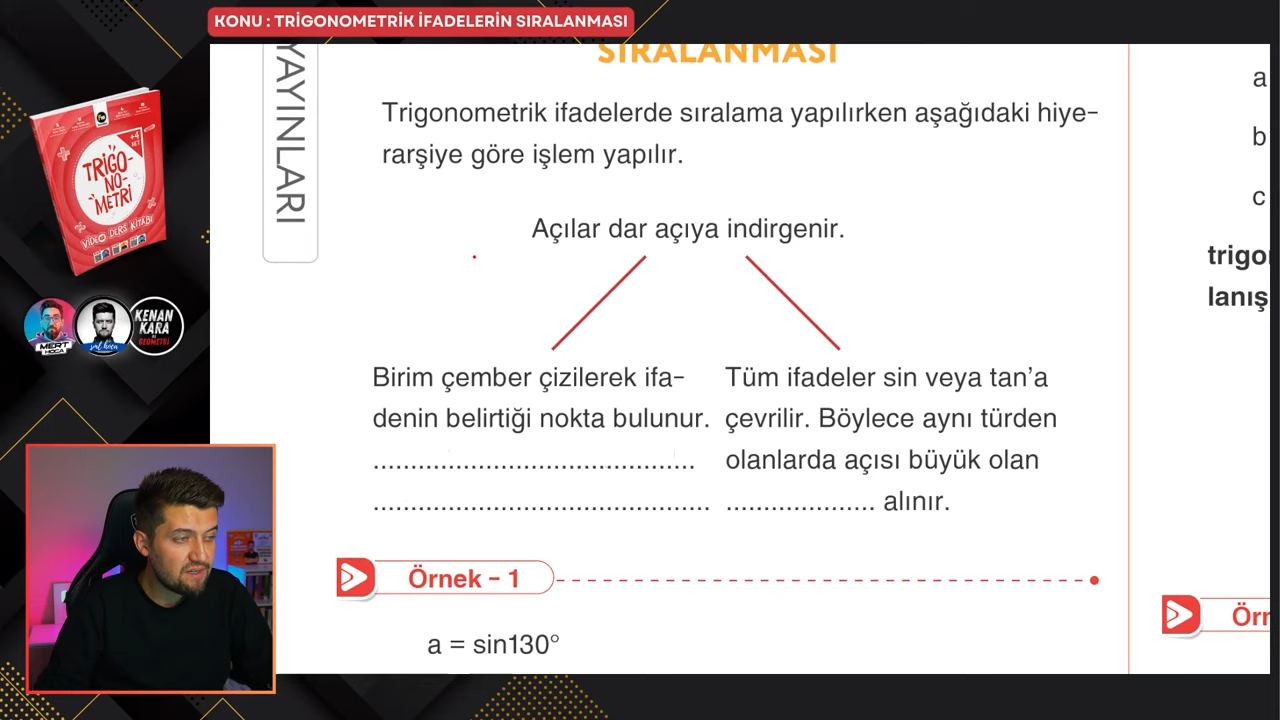 KONU : TRİGONOMETRİK İFADELERİN SIRALANMASI
YAYINLARI
SIRALANMASI
Trigonometrik ifadelerde sıralama yapılırken aşağıdaki hiye-
rarşiye göre işlem yapılır.
Açılar dar açıya indirgenir.
Birim çember çizilerek ifa-
denin belirtiği nokta bulunur.
...........................................
.............................................
Tüm ifadeler sin veya tan'a
çevrilir. Böylece aynı türden
olanlarda açısı büyük olan
.................... alınır.
Örnek - 1
a = sin130°
a
b
c
trigo
lanış
Ör
+4
NET
TRİGO-
NO-
METRİ
VİDEO DERS KİTABI
MERT
HOCA
KENAN
KARA
GEOMETRİ